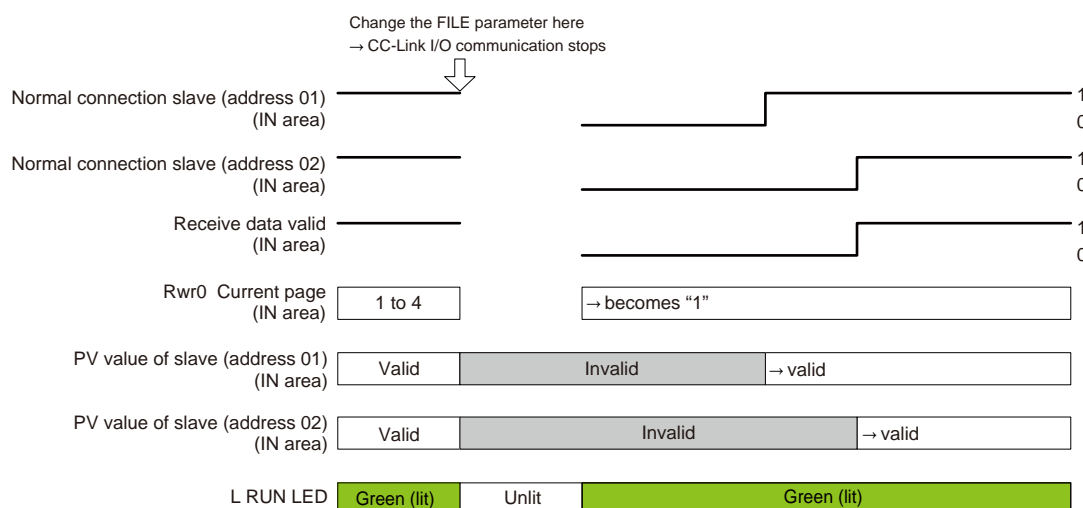 Change the FILE parameter here
→ CC-Link I/O communication stops
Normal connection slave (address 01)
(IN area)
1
0
Normal connection slave (address 02)
(IN area)
1
0
Receive data valid
(IN area)
1
0
Rwr0 Current page
(IN area)
1 to 4
→ becomes “1”
PV value of slave (address 01)
(IN area)
Valid
Invalid
→ valid
PV value of slave (address 02)
(IN area)
Valid
Invalid
→ valid
L RUN LED
Green (lit)
Unlit
Green (lit)